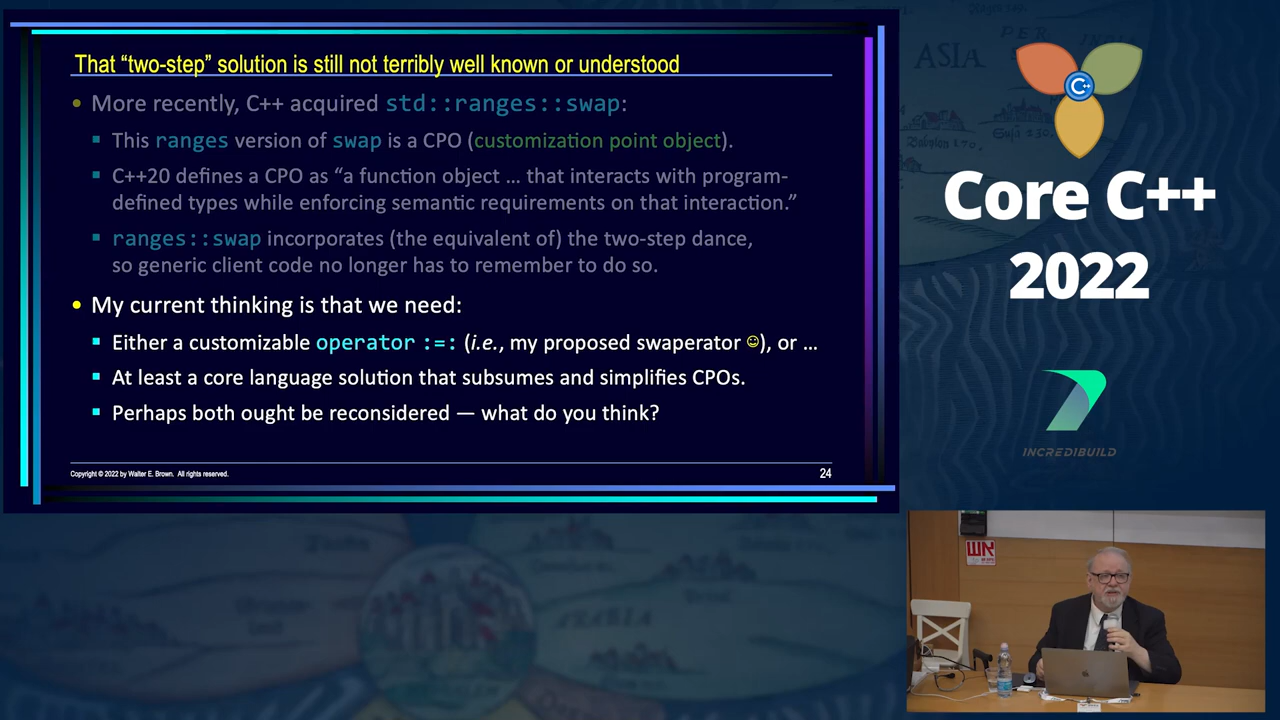 That “two-step” solution is still not terribly well known or understood
• More recently, C++ acquired std::ranges::swap:
▪ This ranges version of swap is a CPO (customization point object).
▪ C++20 defines a CPO as “a function object … that interacts with program-
defined types while enforcing semantic requirements on that interaction.”
▪ ranges::swap incorporates (the equivalent of) the two-step dance,
so generic client code no longer has to remember to do so.
• My current thinking is that we need:
▪ Either a customizable operator :=: (i.e., my proposed swaperator ☺), or …
▪ At least a core language solution that subsumes and simplifies CPOs.
▪ Perhaps both ought be reconsidered — what do you think?
Copyright © 2022 by Walter E. Brown. All rights reserved.
24
ASIA
PER
INDIA
C++
Core C++
2022
INCREDIBUILD
אש